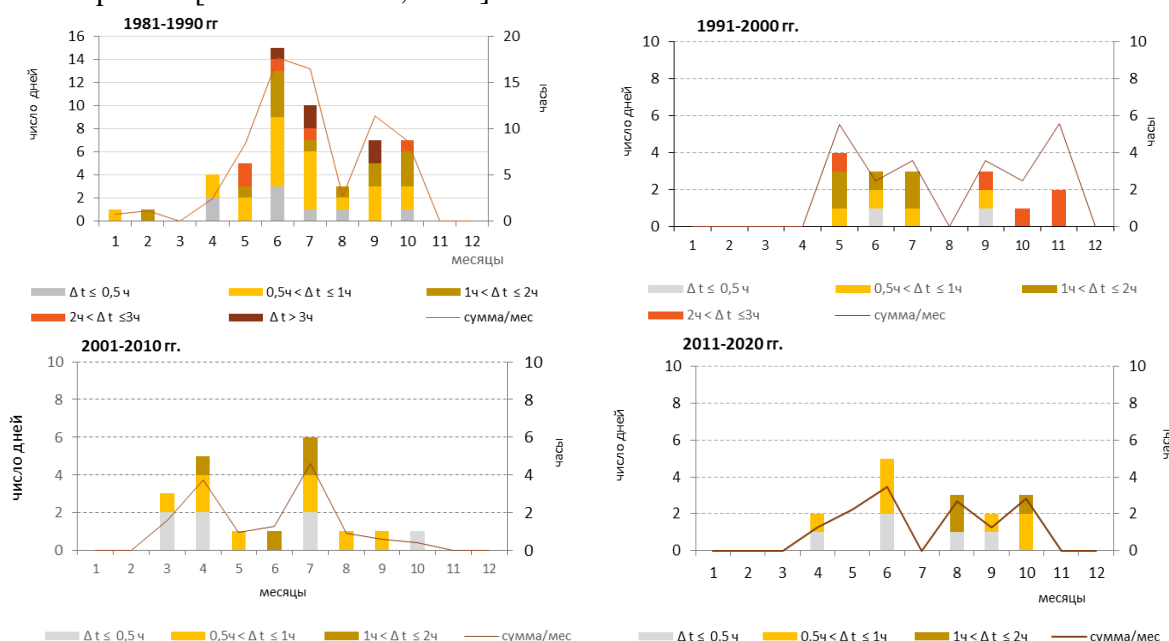 1981-1990 гг
16
14
12
10
8
6
4
2
0
число дней
20
15
10
5
0
часы
1 2 3 4 5 6 7 8 9 10 11 12
месяцы
Δ t ≤ 0,5 ч
0,5ч < Δ t ≤ 1ч
1ч < Δ t ≤ 2ч
2ч < Δ t ≤3ч
Δ t > 3ч
сумма/мес
1991-2000 гг.
10
8
6
4
2
0
число дней
10
8
6
4
2
0
часы
1 2 3 4 5 6 7 8 9 10 11 12
Δ t ≤ 0,5 ч
0,5ч < Δ t ≤ 1ч
1ч < Δ t ≤ 2ч
2ч < Δ t ≤3ч
сумма/мес
2001-2010 гг.
10
8
6
4
2
0
число дней
10
8
6
4
2
0
часы
1 2 3 4 5 6 7 8 9 10 11 12
месяцы
Δ t ≤ 0,5 ч
0,5ч < Δ t ≤ 1ч
1ч < Δ t ≤ 2ч
сумма/мес
2011-2020 гг.
10
8
6
4
2
0
число дней
10
8
6
4
2
0
часы
1 2 3 4 5 6 7 8 9 10 11 12
месяцы
Δ t ≤ 0,5 ч
0,5ч < Δ t ≤ 1ч
1ч < Δ t ≤ 2ч
сумма/мес